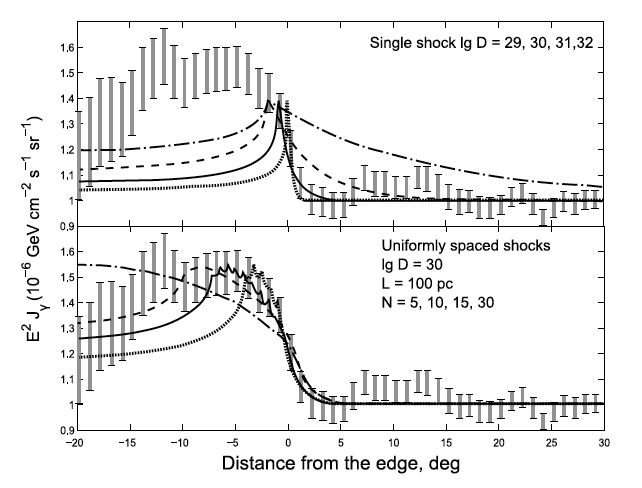 Single shock lg D = 29, 30, 31,32
1.6
1.5
1.4
1.3
1.2
1.1
1
0.9
E² Jγ (10⁻⁶ GeV cm⁻² s⁻¹ sr⁻¹)
Uniformly spaced shocks
lg D = 30
L = 100 pc
N = 5, 10, 15, 30
1.6
1.5
1.4
1.3
1.2
1.1
1
0.9
−20 −15 −10 −5 0 5 10 15 20 25 30
Distance from the edge, deg